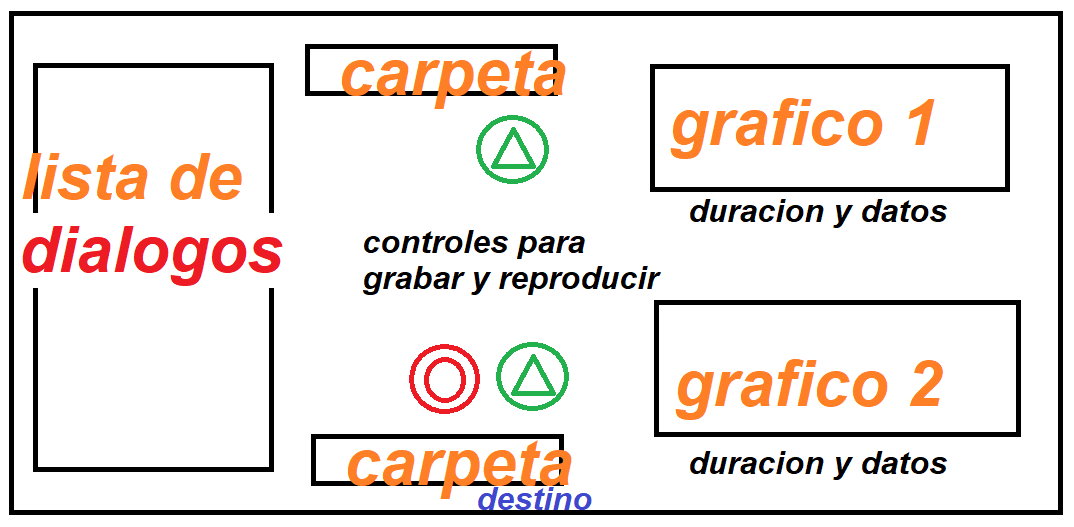 carpeta
lista de
dialogos
grafico 1
duracion y datos
controles para
grabar y reproducir
grafico 2
duracion y datos
carpeta
destino